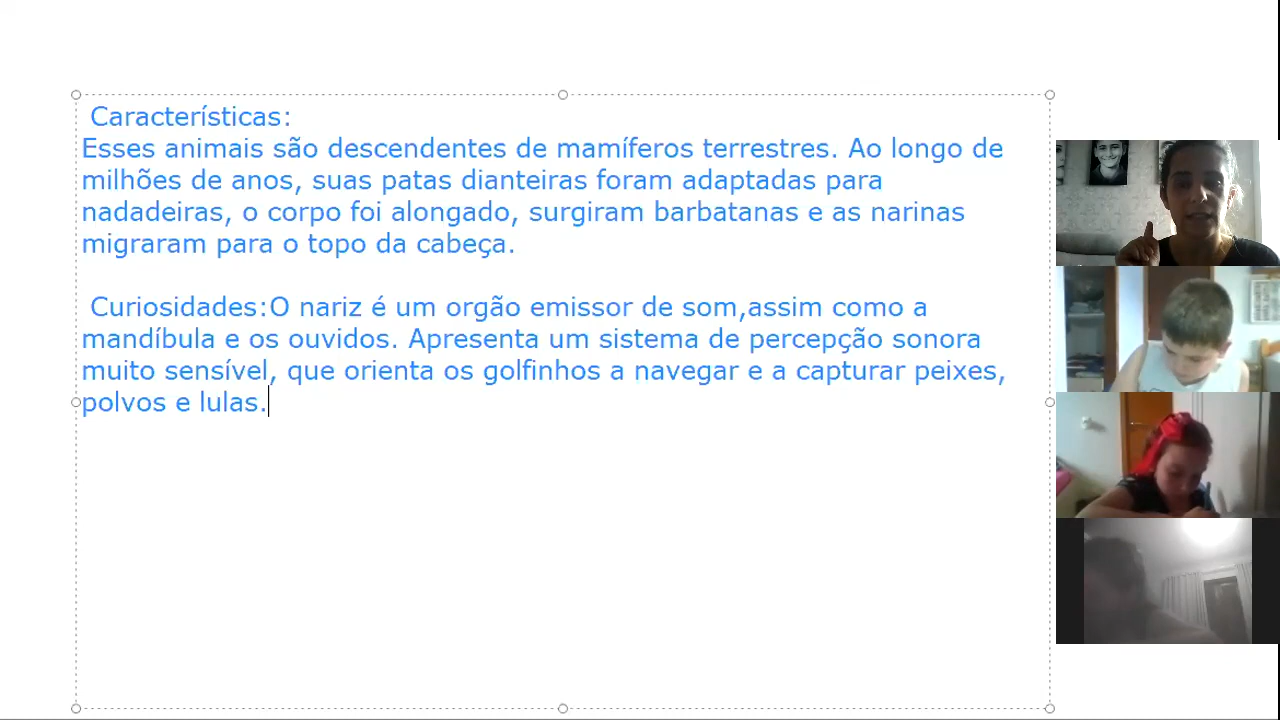 Características:
Esses animais são descendentes de mamíferos terrestres. Ao longo de
milhões de anos, suas patas dianteiras foram adaptadas para
nadadeiras, o corpo foi alongado, surgiram barbatanas e as narinas
migraram para o topo da cabeça.
Curiosidades:O nariz é um orgão emissor de som,assim como a
mandíbula e os ouvidos. Apresenta um sistema de percepção sonora
muito sensível, que orienta os golfinhos a navegar e a capturar peixes,
polvos e lulas.